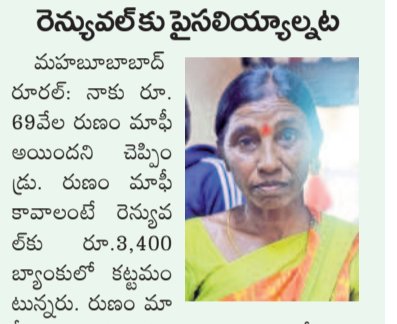 రెన్యువల్‌కు పైసలియ్యాల్నట
మహబూబాబాద్
రూరల్: నాకు రూ.
69వేల రుణం మాఫీ
అయిందని చెప్పిం
డ్రు. రుణం మాఫీ
కావాలంటే రెన్యువ
ల్‌కు రూ.3,400
బ్యాంకులో కట్టమం
టున్నరు. రుణం మా